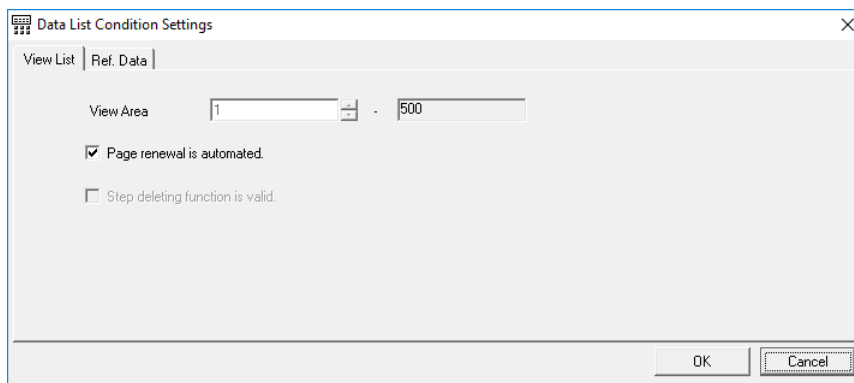 Data List Condition Settings
View List Ref. Data
View Area 1 - 500
Page renewal is automated.
Step deleting function is valid.
OK Cancel